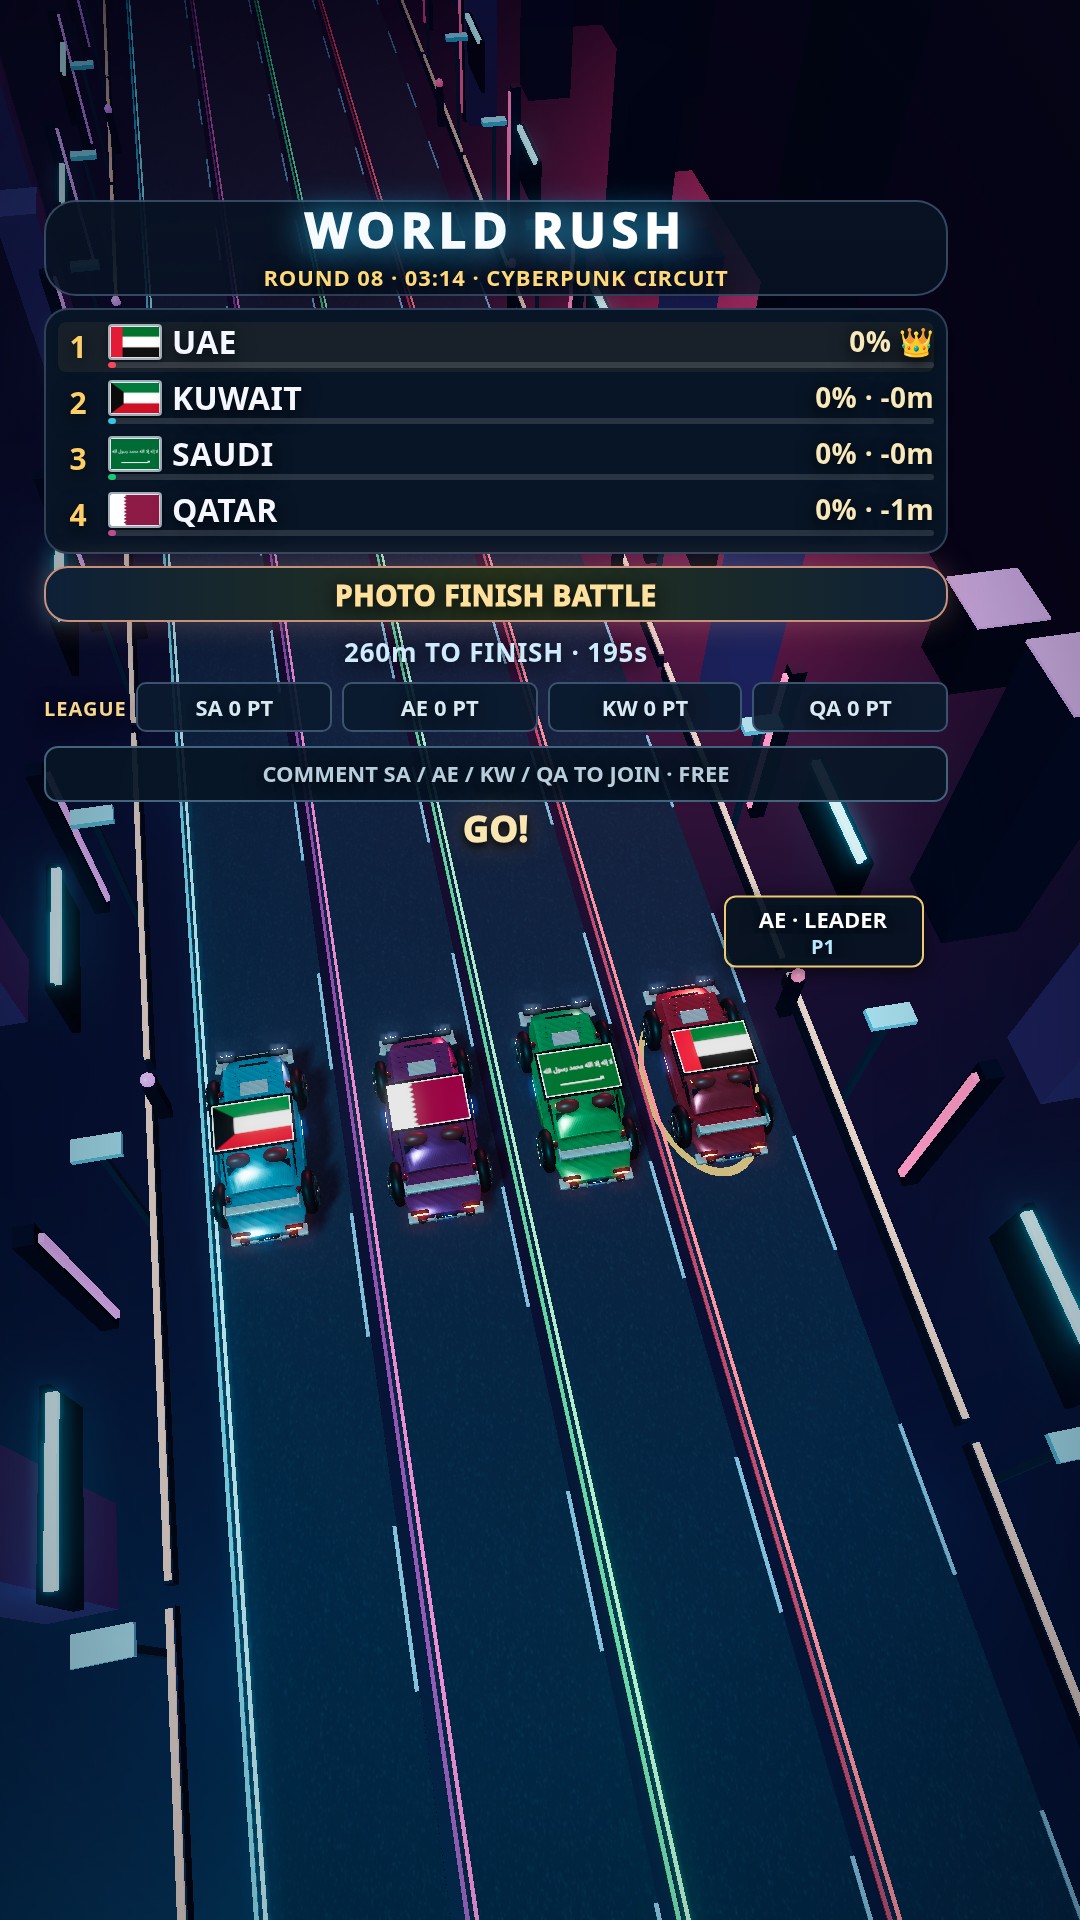 WORLD RUSH
ROUND 08 · 03:14 · CYBERPUNK CIRCUIT
1 UAE 0% 👑
2 KUWAIT 0% · -0m
3 SAUDI 0% · -0m
4 QATAR 0% · -1m
PHOTO FINISH BATTLE
260m TO FINISH · 195s
LEAGUE SA 0 PT AE 0 PT KW 0 PT QA 0 PT
COMMENT SA / AE / KW / QA TO JOIN · FREE
GO!
AE · LEADER
P1